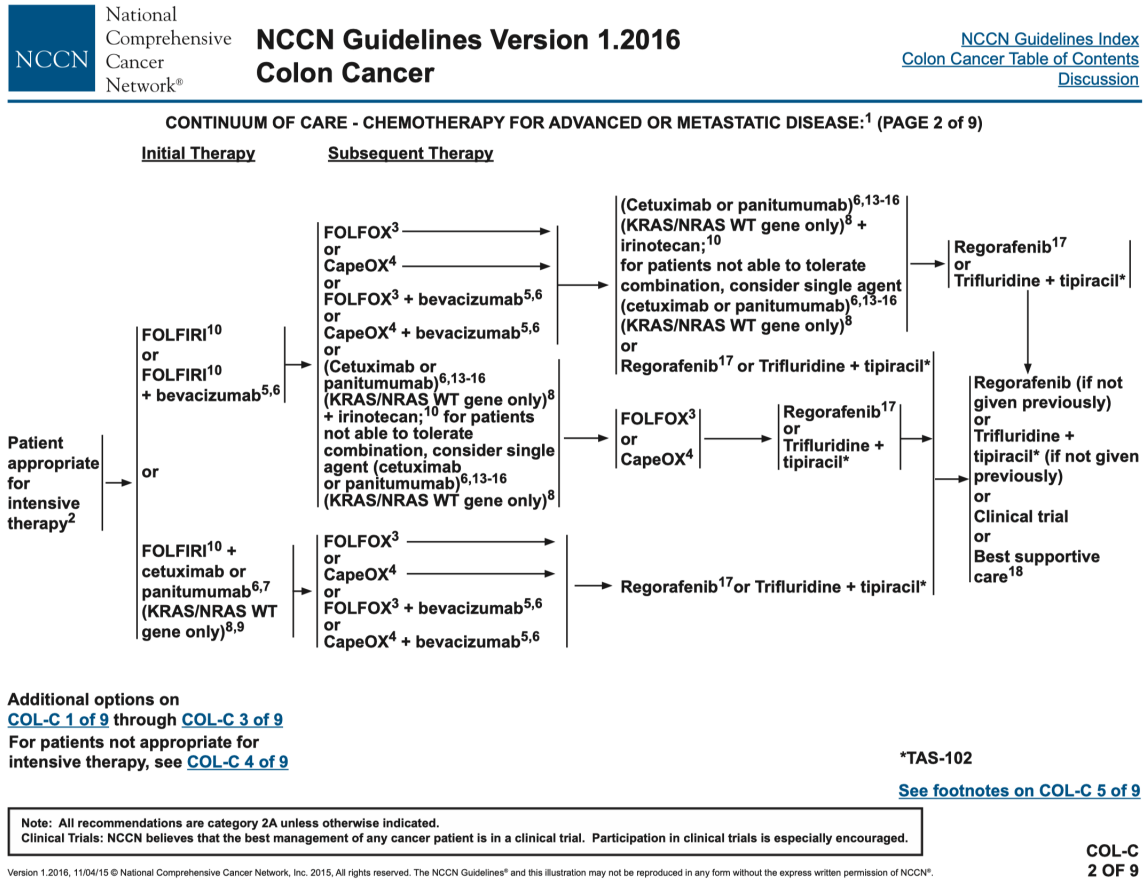 NCCN
National
Comprehensive
Cancer
Network®
NCCN Guidelines Version 1.2016
Colon Cancer
NCCN Guidelines Index
Colon Cancer Table of Contents
Discussion
CONTINUUM OF CARE - CHEMOTHERAPY FOR ADVANCED OR METASTATIC DISEASE:1 (PAGE 2 of 9)
Initial Therapy
Subsequent Therapy
Patient
appropriate
for
intensive
therapy2
FOLFIRI10
or
FOLFIRI10
+ bevacizumab5,6
or
FOLFIRI10 +
cetuximab or
panitumumab6,7
(KRAS/NRAS WT
gene only)8,9
FOLFOX3
or
CapeOX4
or
FOLFOX3 + bevacizumab5,6
or
CapeOX4 + bevacizumab5,6
or
(Cetuximab or
panitumumab)6,13-16
(KRAS/NRAS WT gene only)8
+ irinotecan;10 for patients
not able to tolerate
combination, consider single
agent (cetuximab
or panitumumab)6,13-16
(KRAS/NRAS WT gene only)8
FOLFOX3
or
CapeOX4
or
FOLFOX3 + bevacizumab5,6
or
CapeOX4 + bevacizumab5,6
(Cetuximab or panitumumab)6,13-16
(KRAS/NRAS WT gene only)8 +
irinotecan;10
for patients not able to tolerate
combination, consider single agent
(cetuximab or panitumumab)6,13-16
(KRAS/NRAS WT gene only)8
or
Regorafenib17 or Trifluridine + tipiracil*
FOLFOX3
or
CapeOX4
Regorafenib17
or
Trifluridine +
tipiracil*
Regorafenib17or Trifluridine + tipiracil*
Regorafenib17
or
Trifluridine + tipiracil*
Regorafenib (if not
given previously)
or
Trifluridine +
tipiracil* (if not given
previously)
or
Clinical trial
or
Best supportive
care18
Additional options on
COL-C 1 of 9 through COL-C 3 of 9
For patients not appropriate for
intensive therapy, see COL-C 4 of 9
*TAS-102
See footnotes on COL-C 5 of 9
Note: All recommendations are category 2A unless otherwise indicated.
Clinical Trials: NCCN believes that the best management of any cancer patient is in a clinical trial. Participation in clinical trials is especially encouraged.
COL-C
2 OF 9
Version 1.2016, 11/04/15 © National Comprehensive Cancer Network, Inc. 2015, All rights reserved. The NCCN Guidelines® and this illustration may not be reproduced in any form without the express written permission of NCCN®.